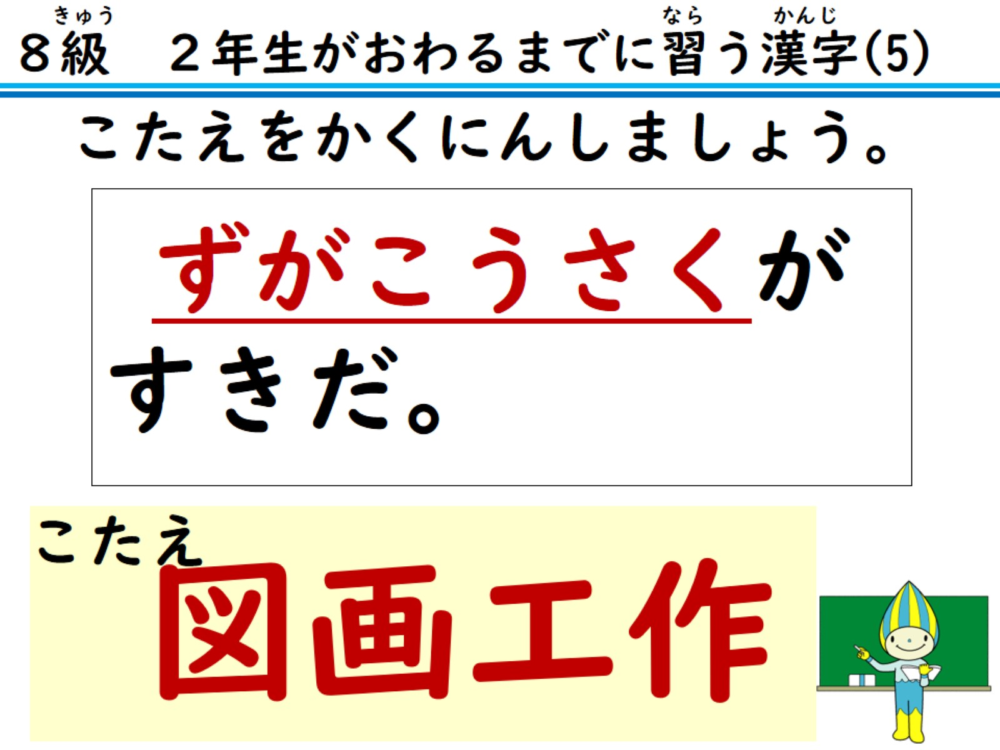 きゅう なら かんじ
８級　２年生がおわるまでに習う漢字(5)
こたえをかくにんしましょう。
ずがこうさくが
すきだ。
こたえ
図画工作